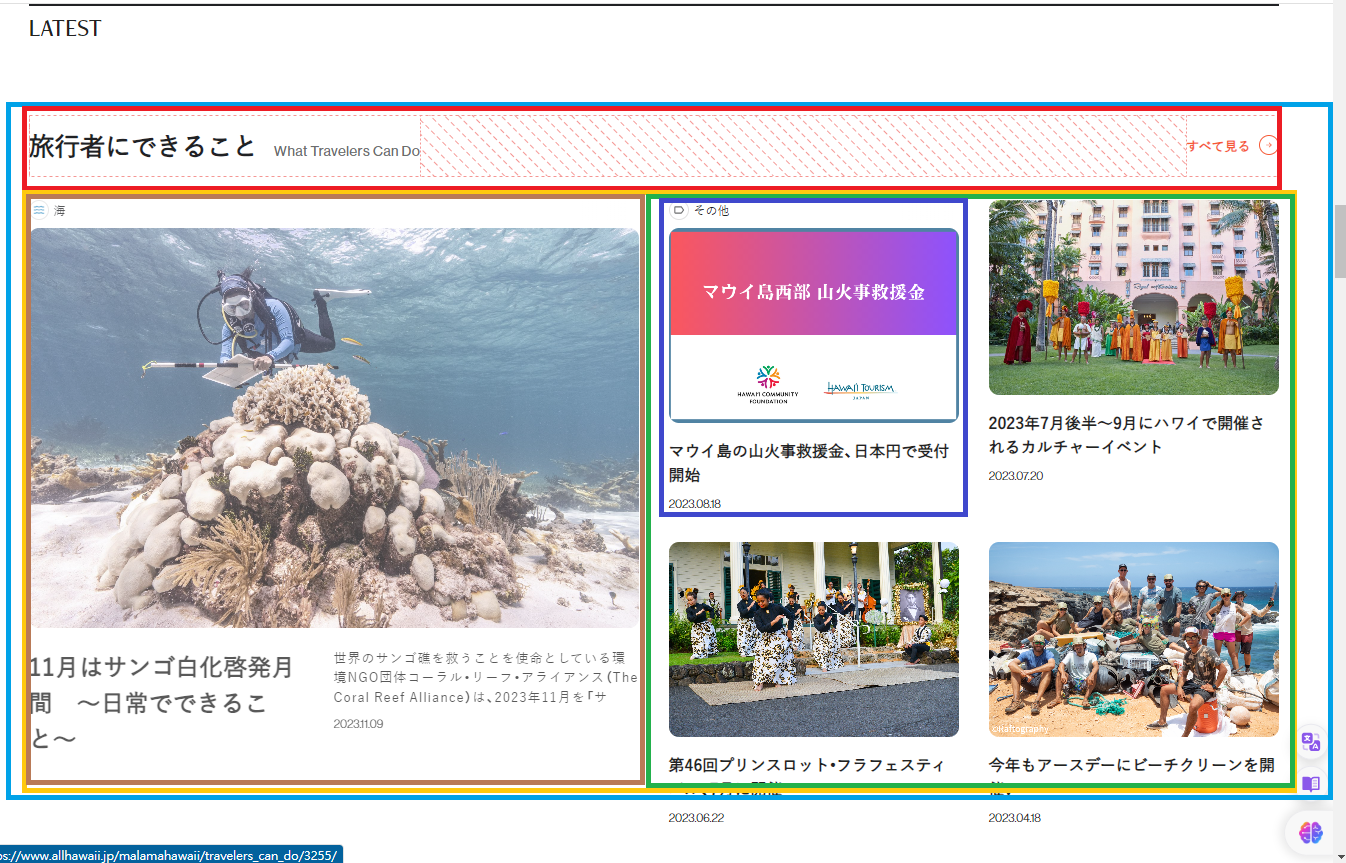 LATEST
旅行者にできること What Travelers Can Do
すべて見る
海
11月はサンゴ白化啓発月
間 〜日常でできるこ
と〜
世界のサンゴ礁を救うことを使命としている環
境NGO団体コーラル・リーフ・アライアンス(The
Coral Reef Alliance)は、2023年11月を「サ
2023.11.09
その他
マウイ島西部 山火事救援金
HAWAI'I COMMUNITY
FOUNDATION
HAWAI'I TOURISM
JAPAN
マウイ島の山火事救援金、日本円で受付
開始
2023.08.18
2023年7月後半〜9月にハワイで開催さ
れるカルチャーイベント
2023.07.20
第46回プリンスロット・フラフェスティ
2023.06.22
©Haftography
今年もアースデーにビーチクリーンを開
2023.04.18
ps://www.allhawaii.jp/malamahawaii/travelers_can_do/3255/